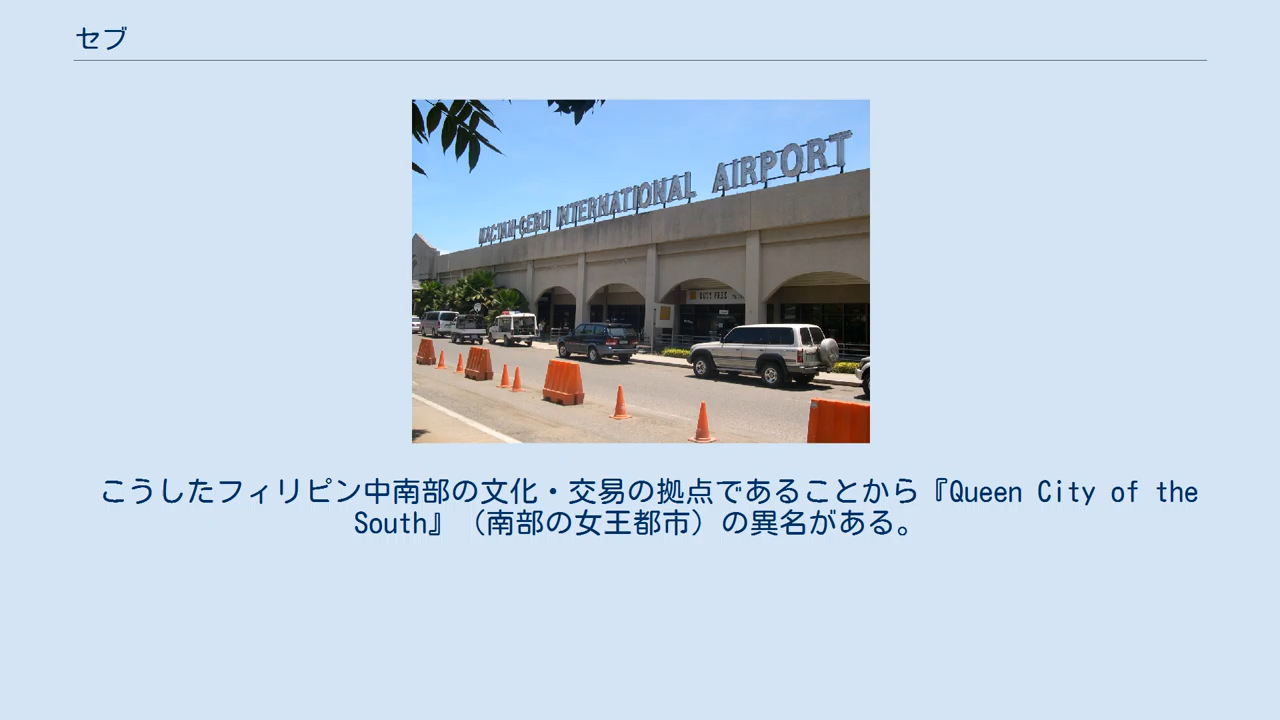 セブ
MACTAN-CEBU INTERNATIONAL AIRPORT
DUTY FREE
こうしたフィリピン中南部の文化・交易の拠点であることから『Queen City of the
South』（南部の女王都市）の異名がある。